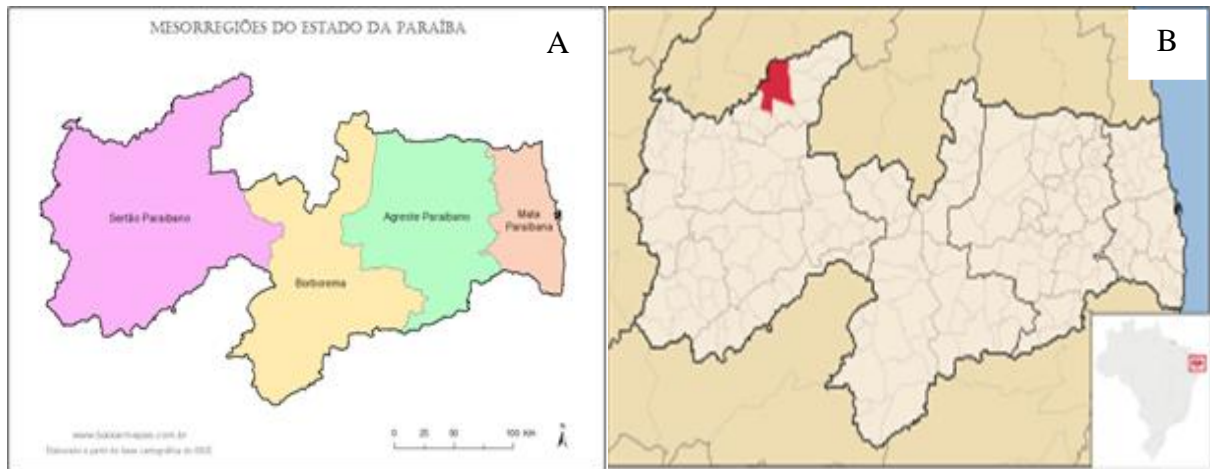 MESORREGIÕES DO ESTADO DA PARAÍBA
A
B
Sertão Paraibano
Agreste Paraibano
Mata
Paraibana
Borborema
www.baixarmapas.com.br
Elaborado a partir da base cartográfica do IBGE
0 25 50 100 Km
N